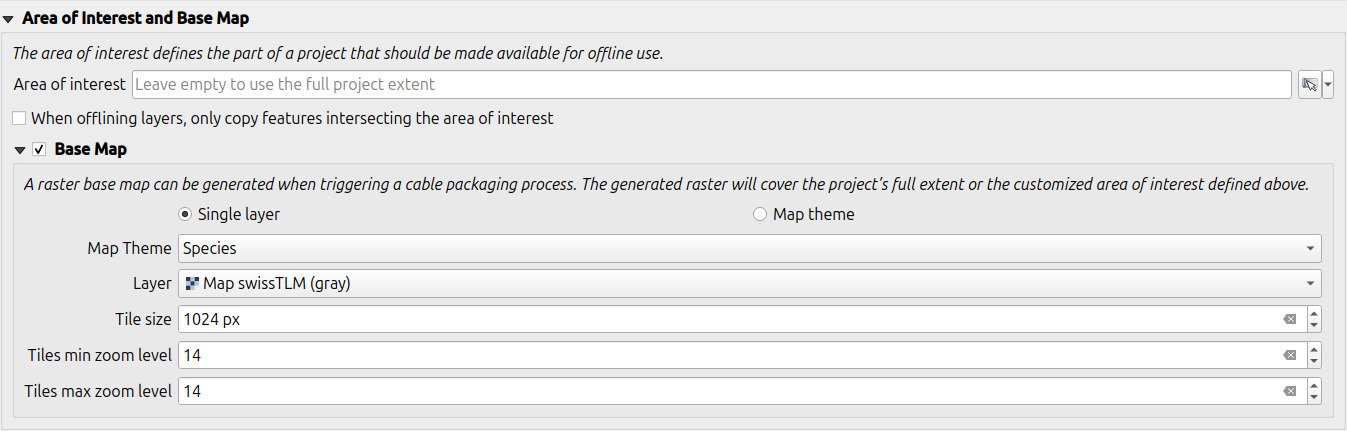 Area of Interest and Base Map
The area of interest defines the part of a project that should be made available for offline use.
Area of interest Leave empty to use the full project extent
When offlining layers, only copy features intersecting the area of interest
Base Map
A raster base map can be generated when triggering a cable packaging process. The generated raster will cover the project's full extent or the customized area of interest defined above.
Single layer Map theme
Map Theme Species
Layer Map swissTLM (gray)
Tile size 1024 px
Tiles min zoom level 14
Tiles max zoom level 14